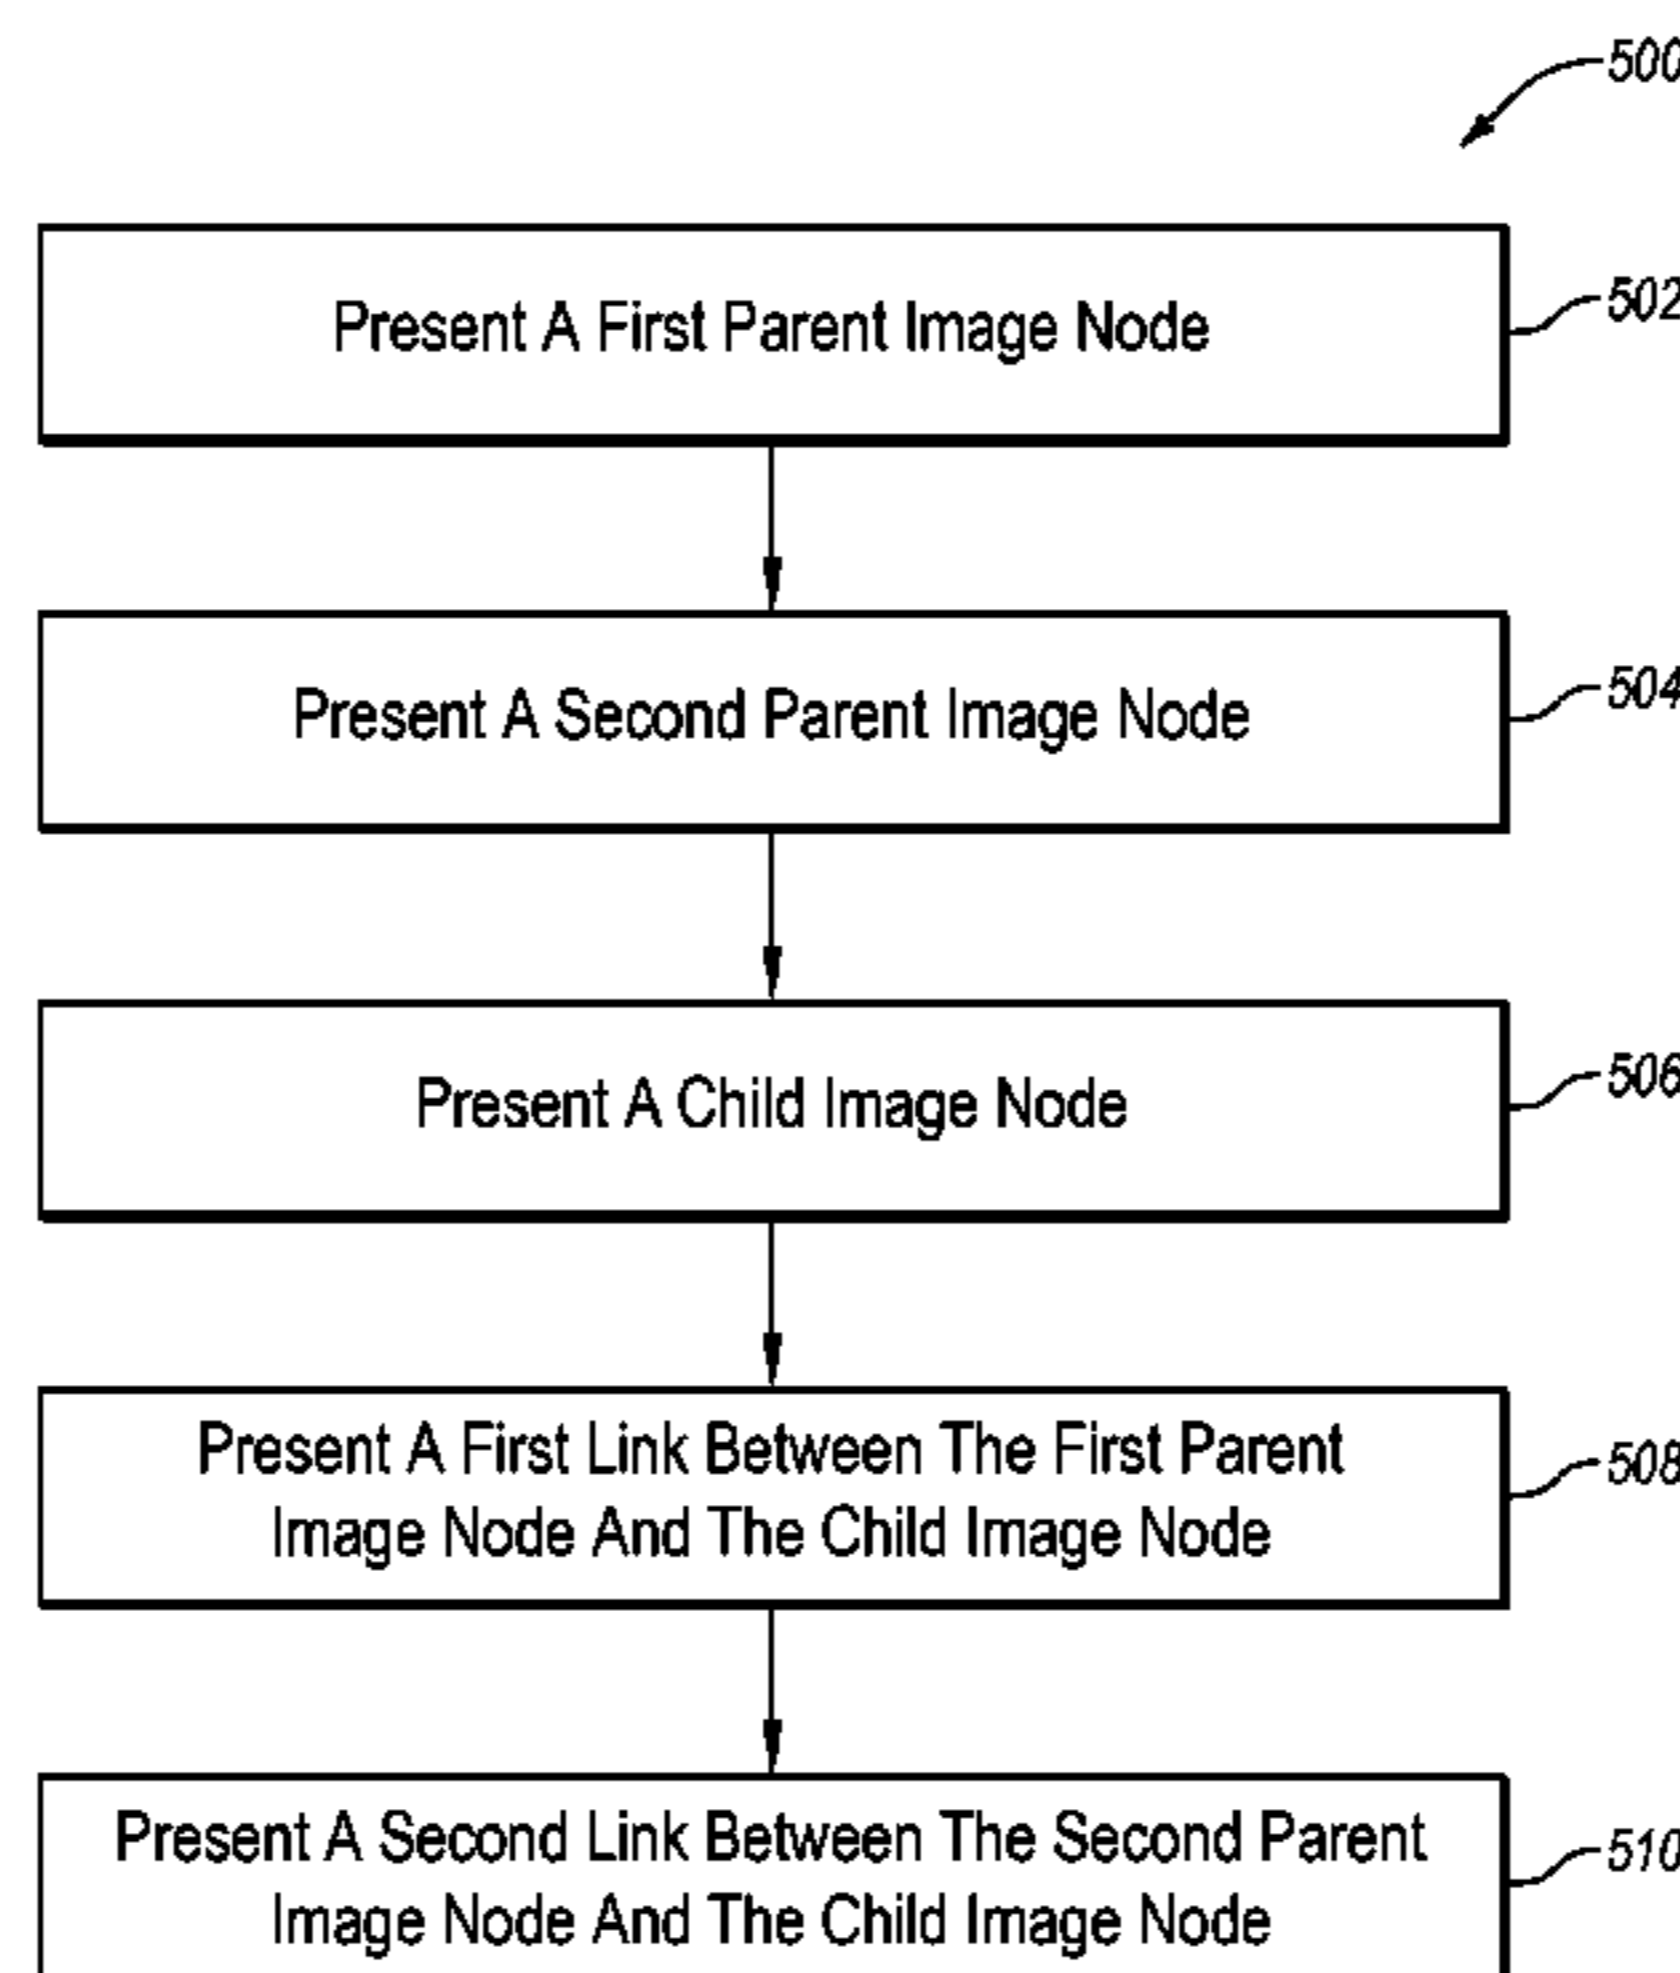 500
Present A First Parent Image Node
502
Present A Second Parent Image Node
504
Present A Child Image Node
506
Present A First Link Between The First Parent
Image Node And The Child Image Node
508
Present A Second Link Between The Second Parent
Image Node And The Child Image Node
510